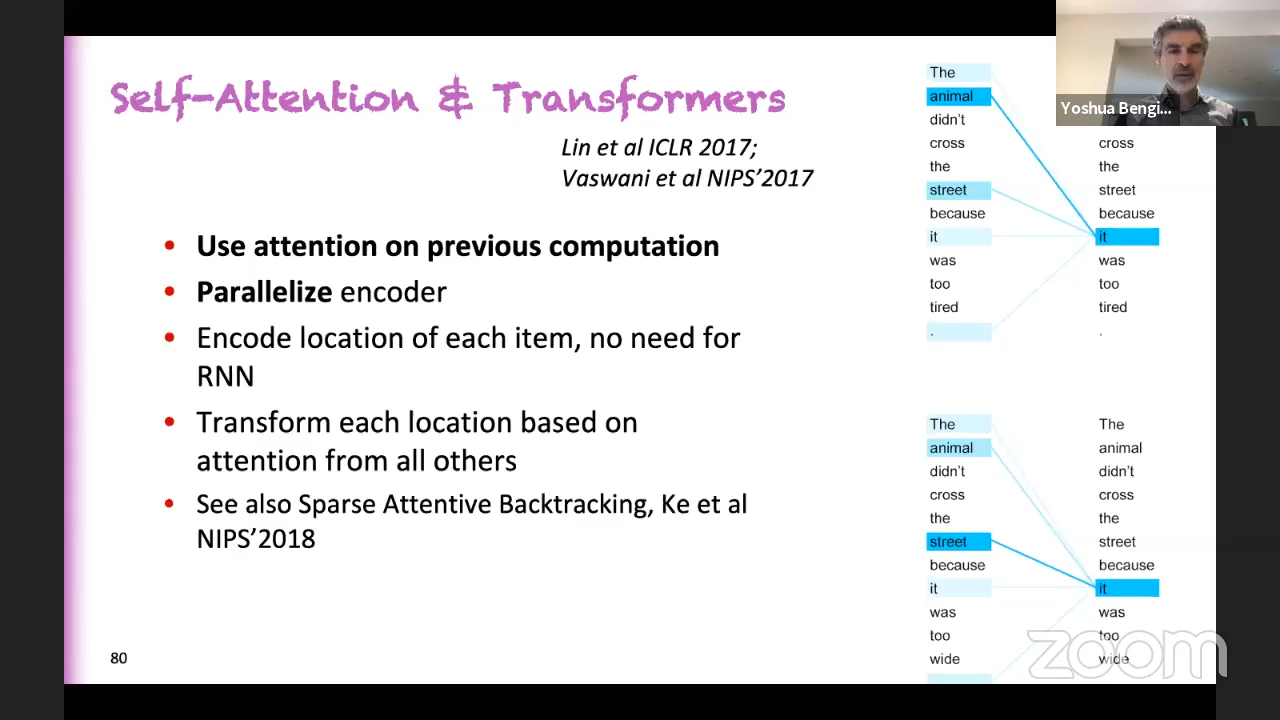 Self-Attention & Transformers
Lin et al ICLR 2017;
Vaswani et al NIPS’2017
• Use attention on previous computation
• Parallelize encoder
• Encode location of each item, no need for
RNN
• Transform each location based on
attention from all others
• See also Sparse Attentive Backtracking, Ke et al
NIPS’2018
80
The
animal
didn't
cross
the
street
because
it
was
too
tired
.
cross
the
street
because
it
was
too
tired
.
The
animal
didn't
cross
the
street
because
it
was
too
wide
The
animal
didn't
cross
the
street
because
it
was
too
wide
Yoshua Bengi...
zoom